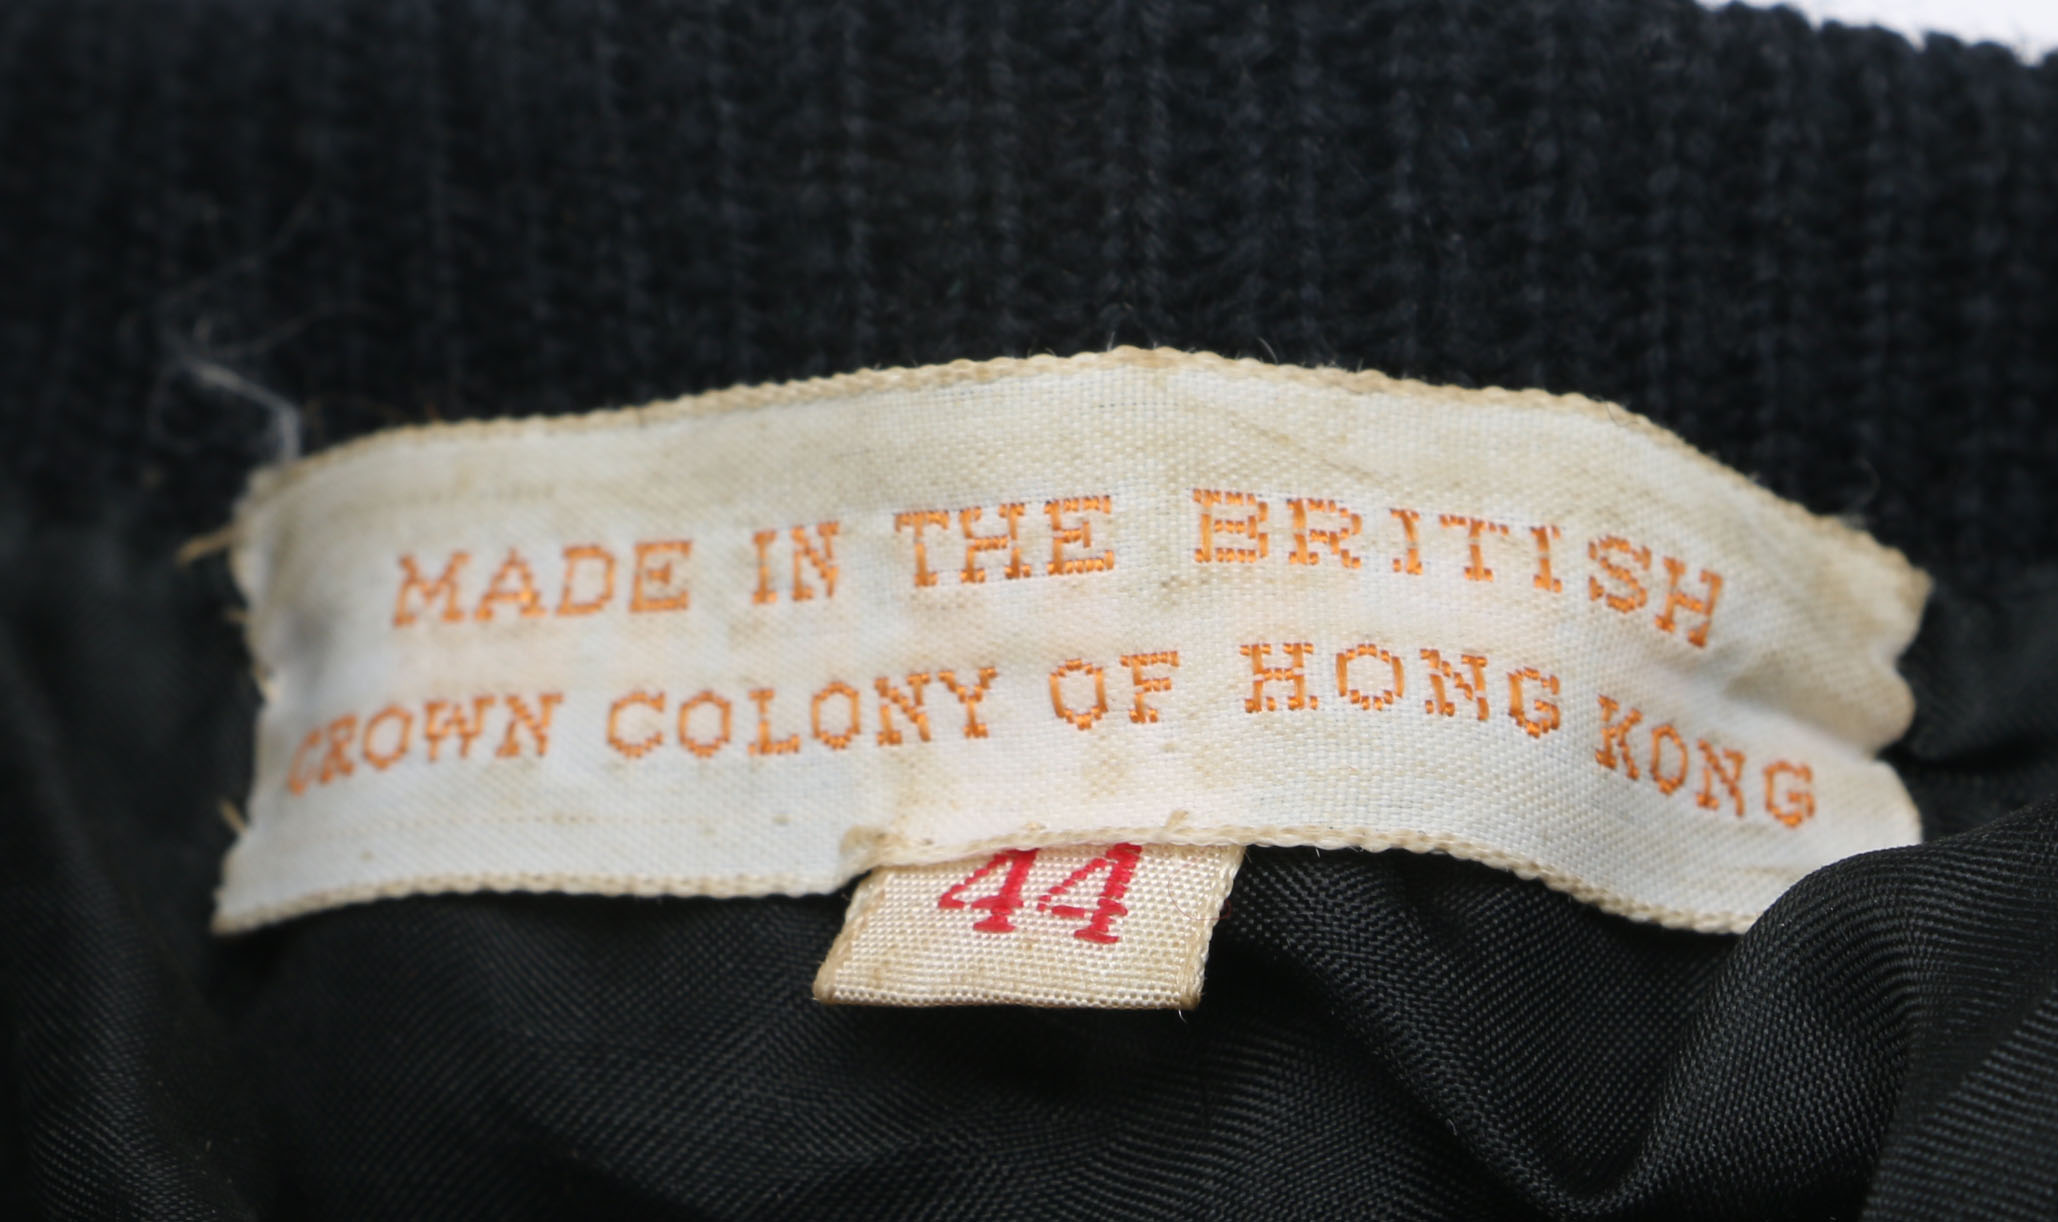 MADE IN THE BRITISH
CROWN COLONY OF HONG KONG
44